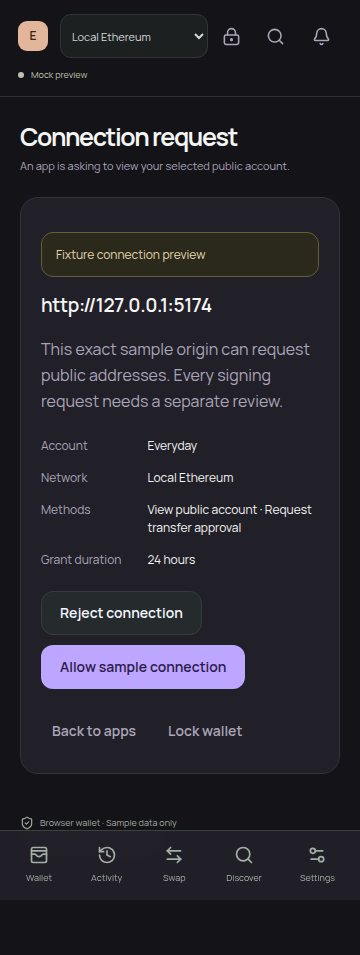 E
Local Ethereum
Mock preview
Connection request
An app is asking to view your selected public account.
Fixture connection preview
http://127.0.0.1:5174
This exact sample origin can request
public addresses. Every signing
request needs a separate review.
Account Everyday
Network Local Ethereum
Methods View public account · Request
transfer approval
Grant duration 24 hours
Reject connection
Allow sample connection
Back to apps Lock wallet
Browser wallet · Sample data only
Wallet Activity Swap Discover Settings